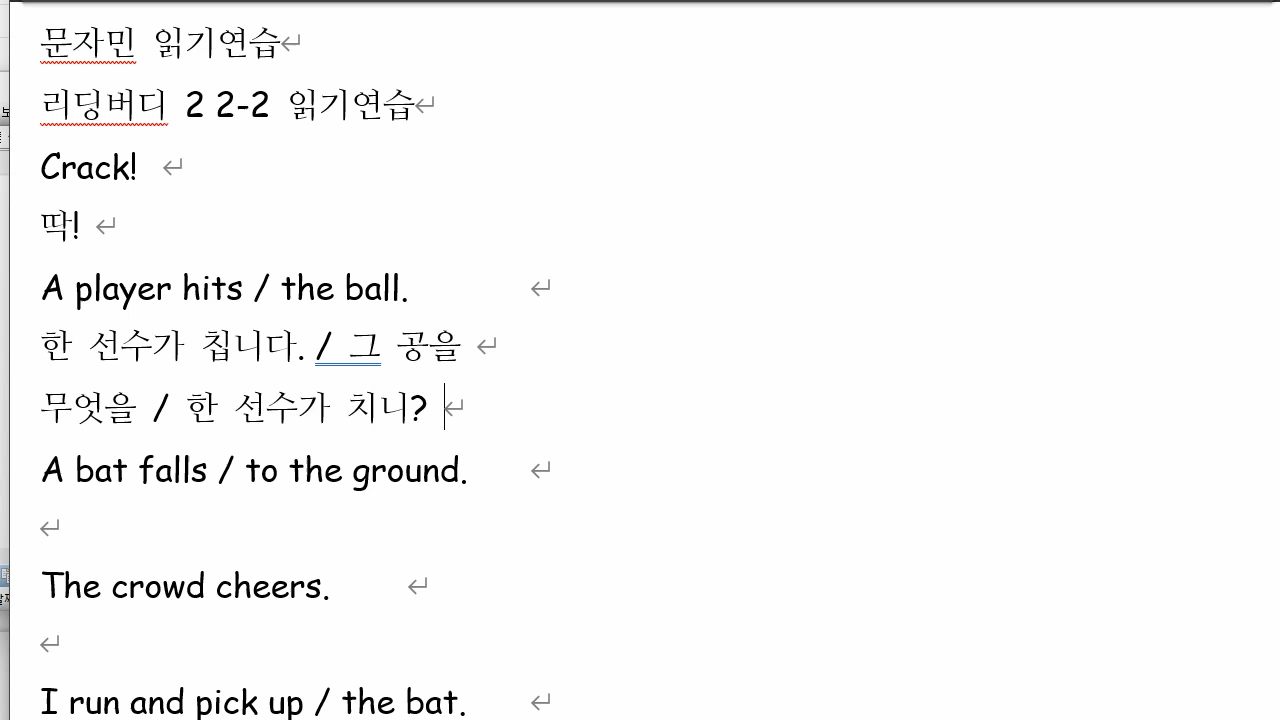 문자민 읽기연습
리딩버디 2 2-2 읽기연습
Crack!
딱!
A player hits / the ball.
한 선수가 칩니다. / 그 공을
무엇을 / 한 선수가 치니?
A bat falls / to the ground.
The crowd cheers.
I run and pick up / the bat.